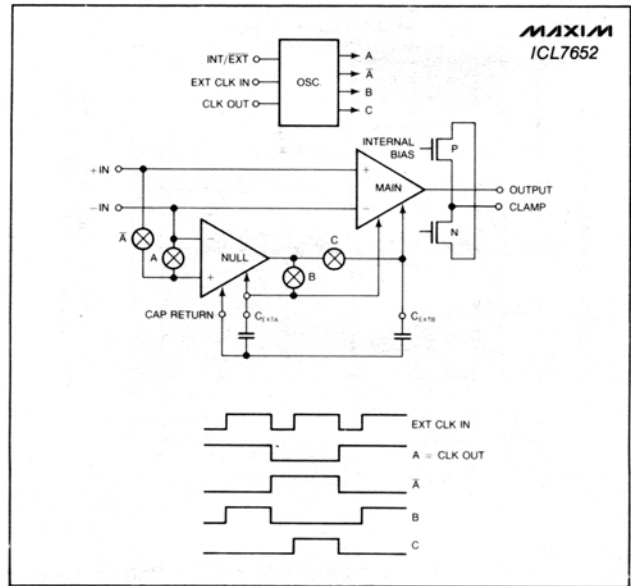 MAXIM
ICL7652
INT/EXT
EXT CLK IN
CLK OUT
OSC.
A
A̅
B
C
INTERNAL
BIAS
P
+IN
−IN
+
−
MAIN
OUTPUT
CLAMP
N
A̅
A
−
+
NULL
C
B
CAP RETURN
CEXTA
CEXTB
EXT CLK IN
A = CLK OUT
A̅
B
C